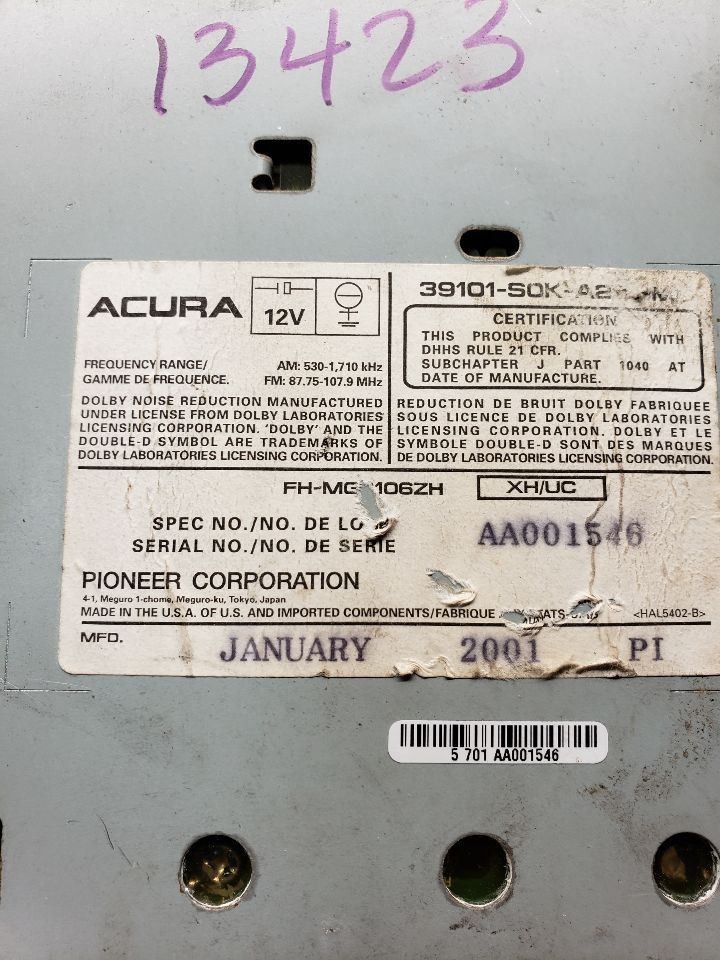 13423
ACURA
12V
39101-S0K-A2
CERTIFICATION
THIS PRODUCT COMPLIES WITH
DHHS RULE 21 CFR.
SUBCHAPTER J PART 1040 AT
DATE OF MANUFACTURE.
FREQUENCY RANGE/ AM: 530-1,710 kHz
GAMME DE FREQUENCE. FM: 87.75-107.9 MHz
DOLBY NOISE REDUCTION MANUFACTURED
UNDER LICENSE FROM DOLBY LABORATORIES
LICENSING CORPORATION. 'DOLBY' AND THE
DOUBLE-D SYMBOL ARE TRADEMARKS OF
DOLBY LABORATORIES LICENSING CORPORATION.
REDUCTION DE BRUIT DOLBY FABRIQUEE
SOUS LICENCE DE DOLBY LABORATORIES
LICENSING CORPORATION. DOLBY ET LE
SYMBOLE DOUBLE-D SONT DES MARQUES
DE DOLBY LABORATORIES LICENSING CORPORATION.
XH/UC
SPEC NO./NO. DE
SERIAL NO./NO. DE SERIE AA001546
PIONEER CORPORATION
4-1, Meguro 1-chome, Meguro-ku, Tokyo, Japan
MADE IN THE U.S.A. OF U.S. AND IMPORTED COMPONENTS/FABRIQUE <HAL5402-B>
MFD. JANUARY 2001 PI
5 701 AA001546